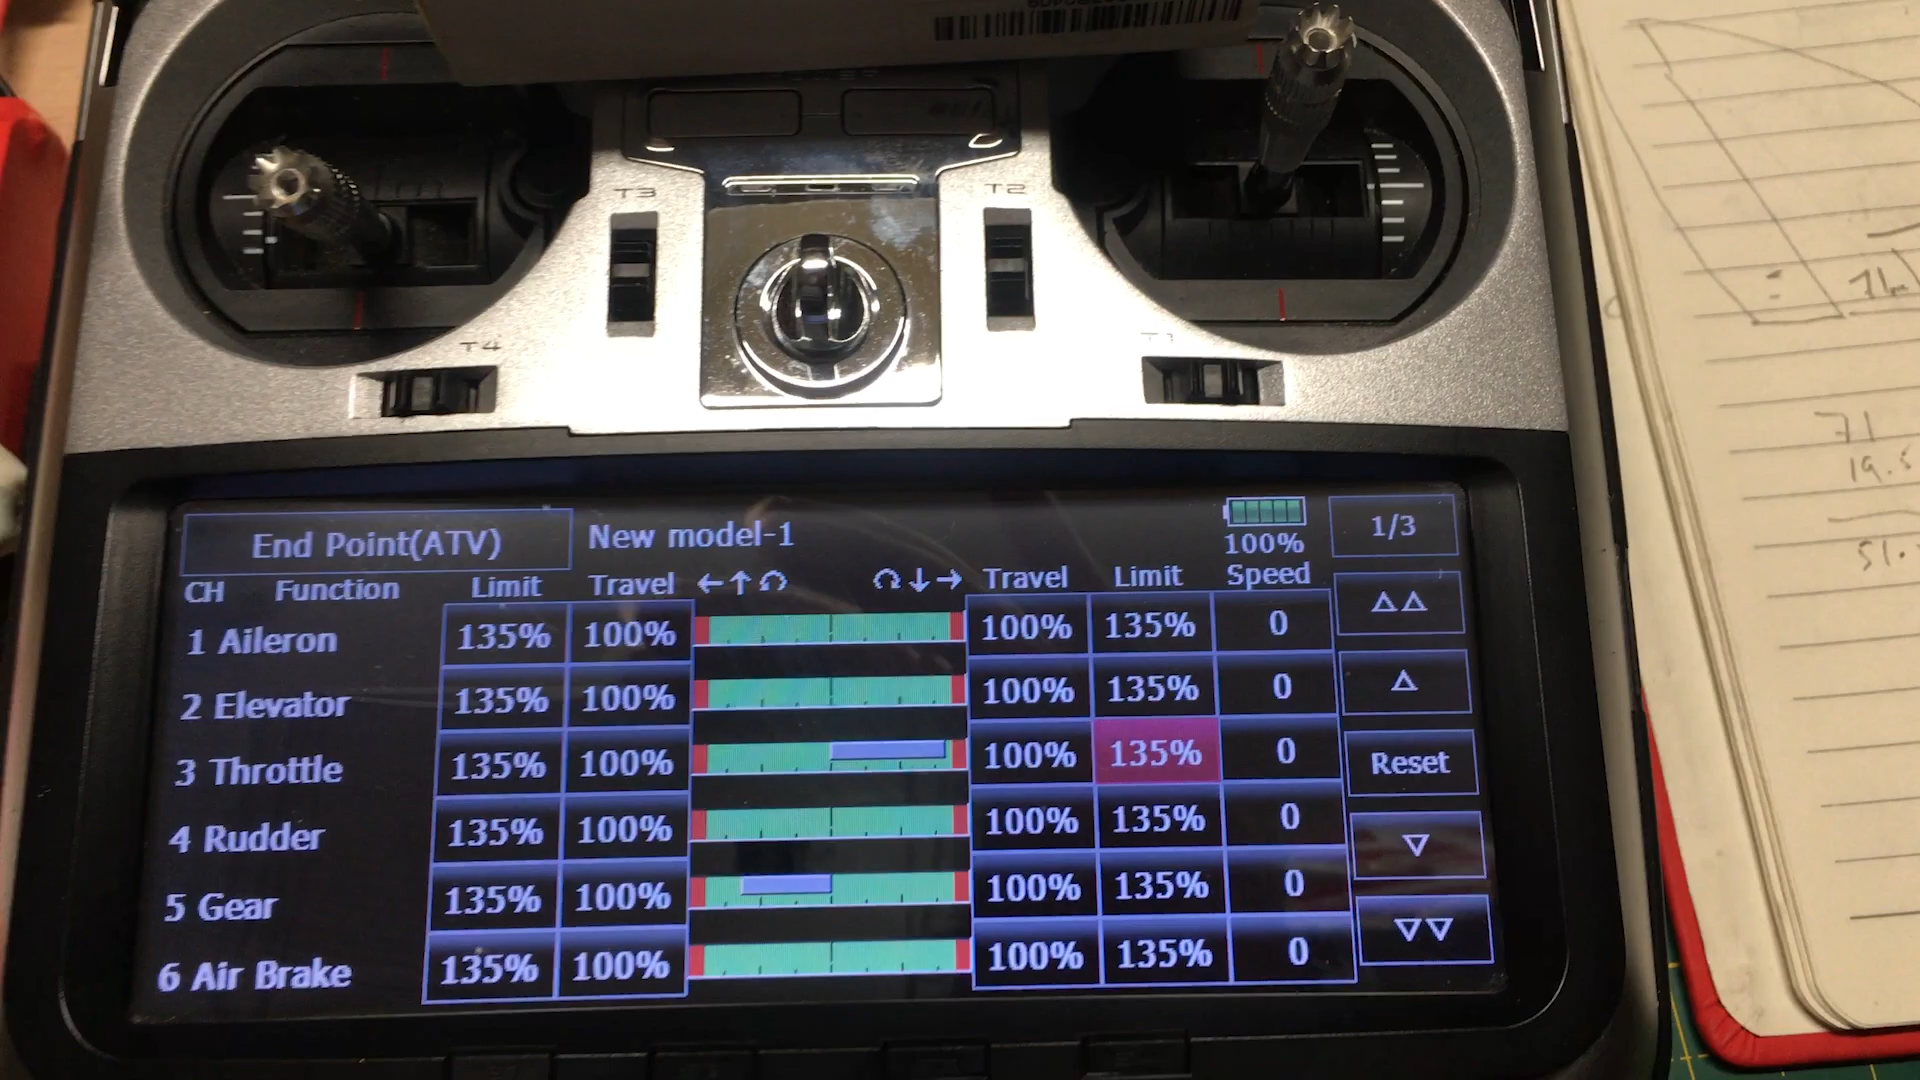 T3
T2
T4
T1
End Point(ATV) New model-1 100% 1/3
CH Function Limit Travel ←↑ Travel Limit Speed
1 Aileron 135% 100% 100% 135% 0
2 Elevator 135% 100% 100% 135% 0
3 Throttle 135% 100% 100% 135% 0 Reset
4 Rudder 135% 100% 100% 135% 0
5 Gear 135% 100% 100% 135% 0
6 Air Brake 135% 100% 100% 135% 0
71
19.5